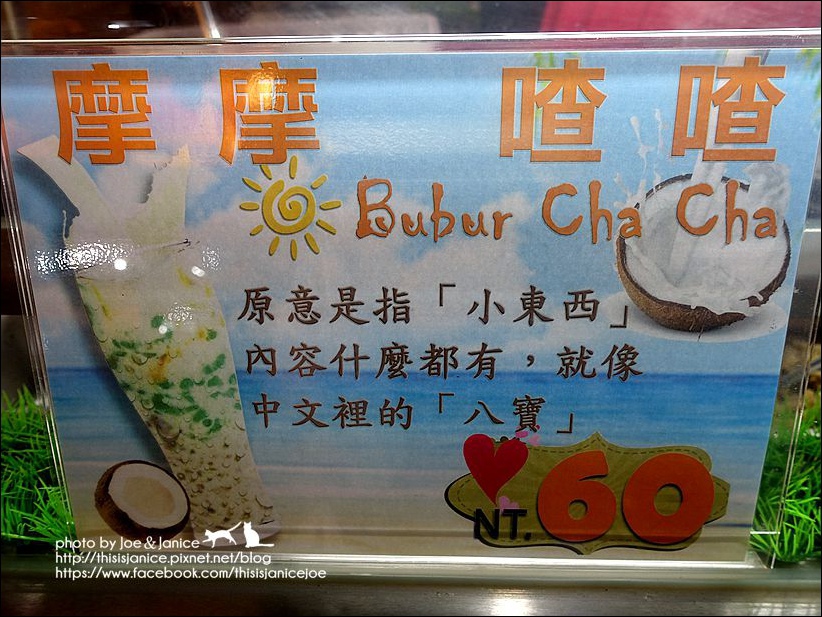 摩摩 喳喳
Bubur Cha Cha
原意是指「小東西」
內容什麼都有，就像
中文裡的「八寶」
NT.60
photo by Joe & Janice
http://thisisjanice.pixnet.net/blog
https://www.facebook.com/thisisjanicejoe